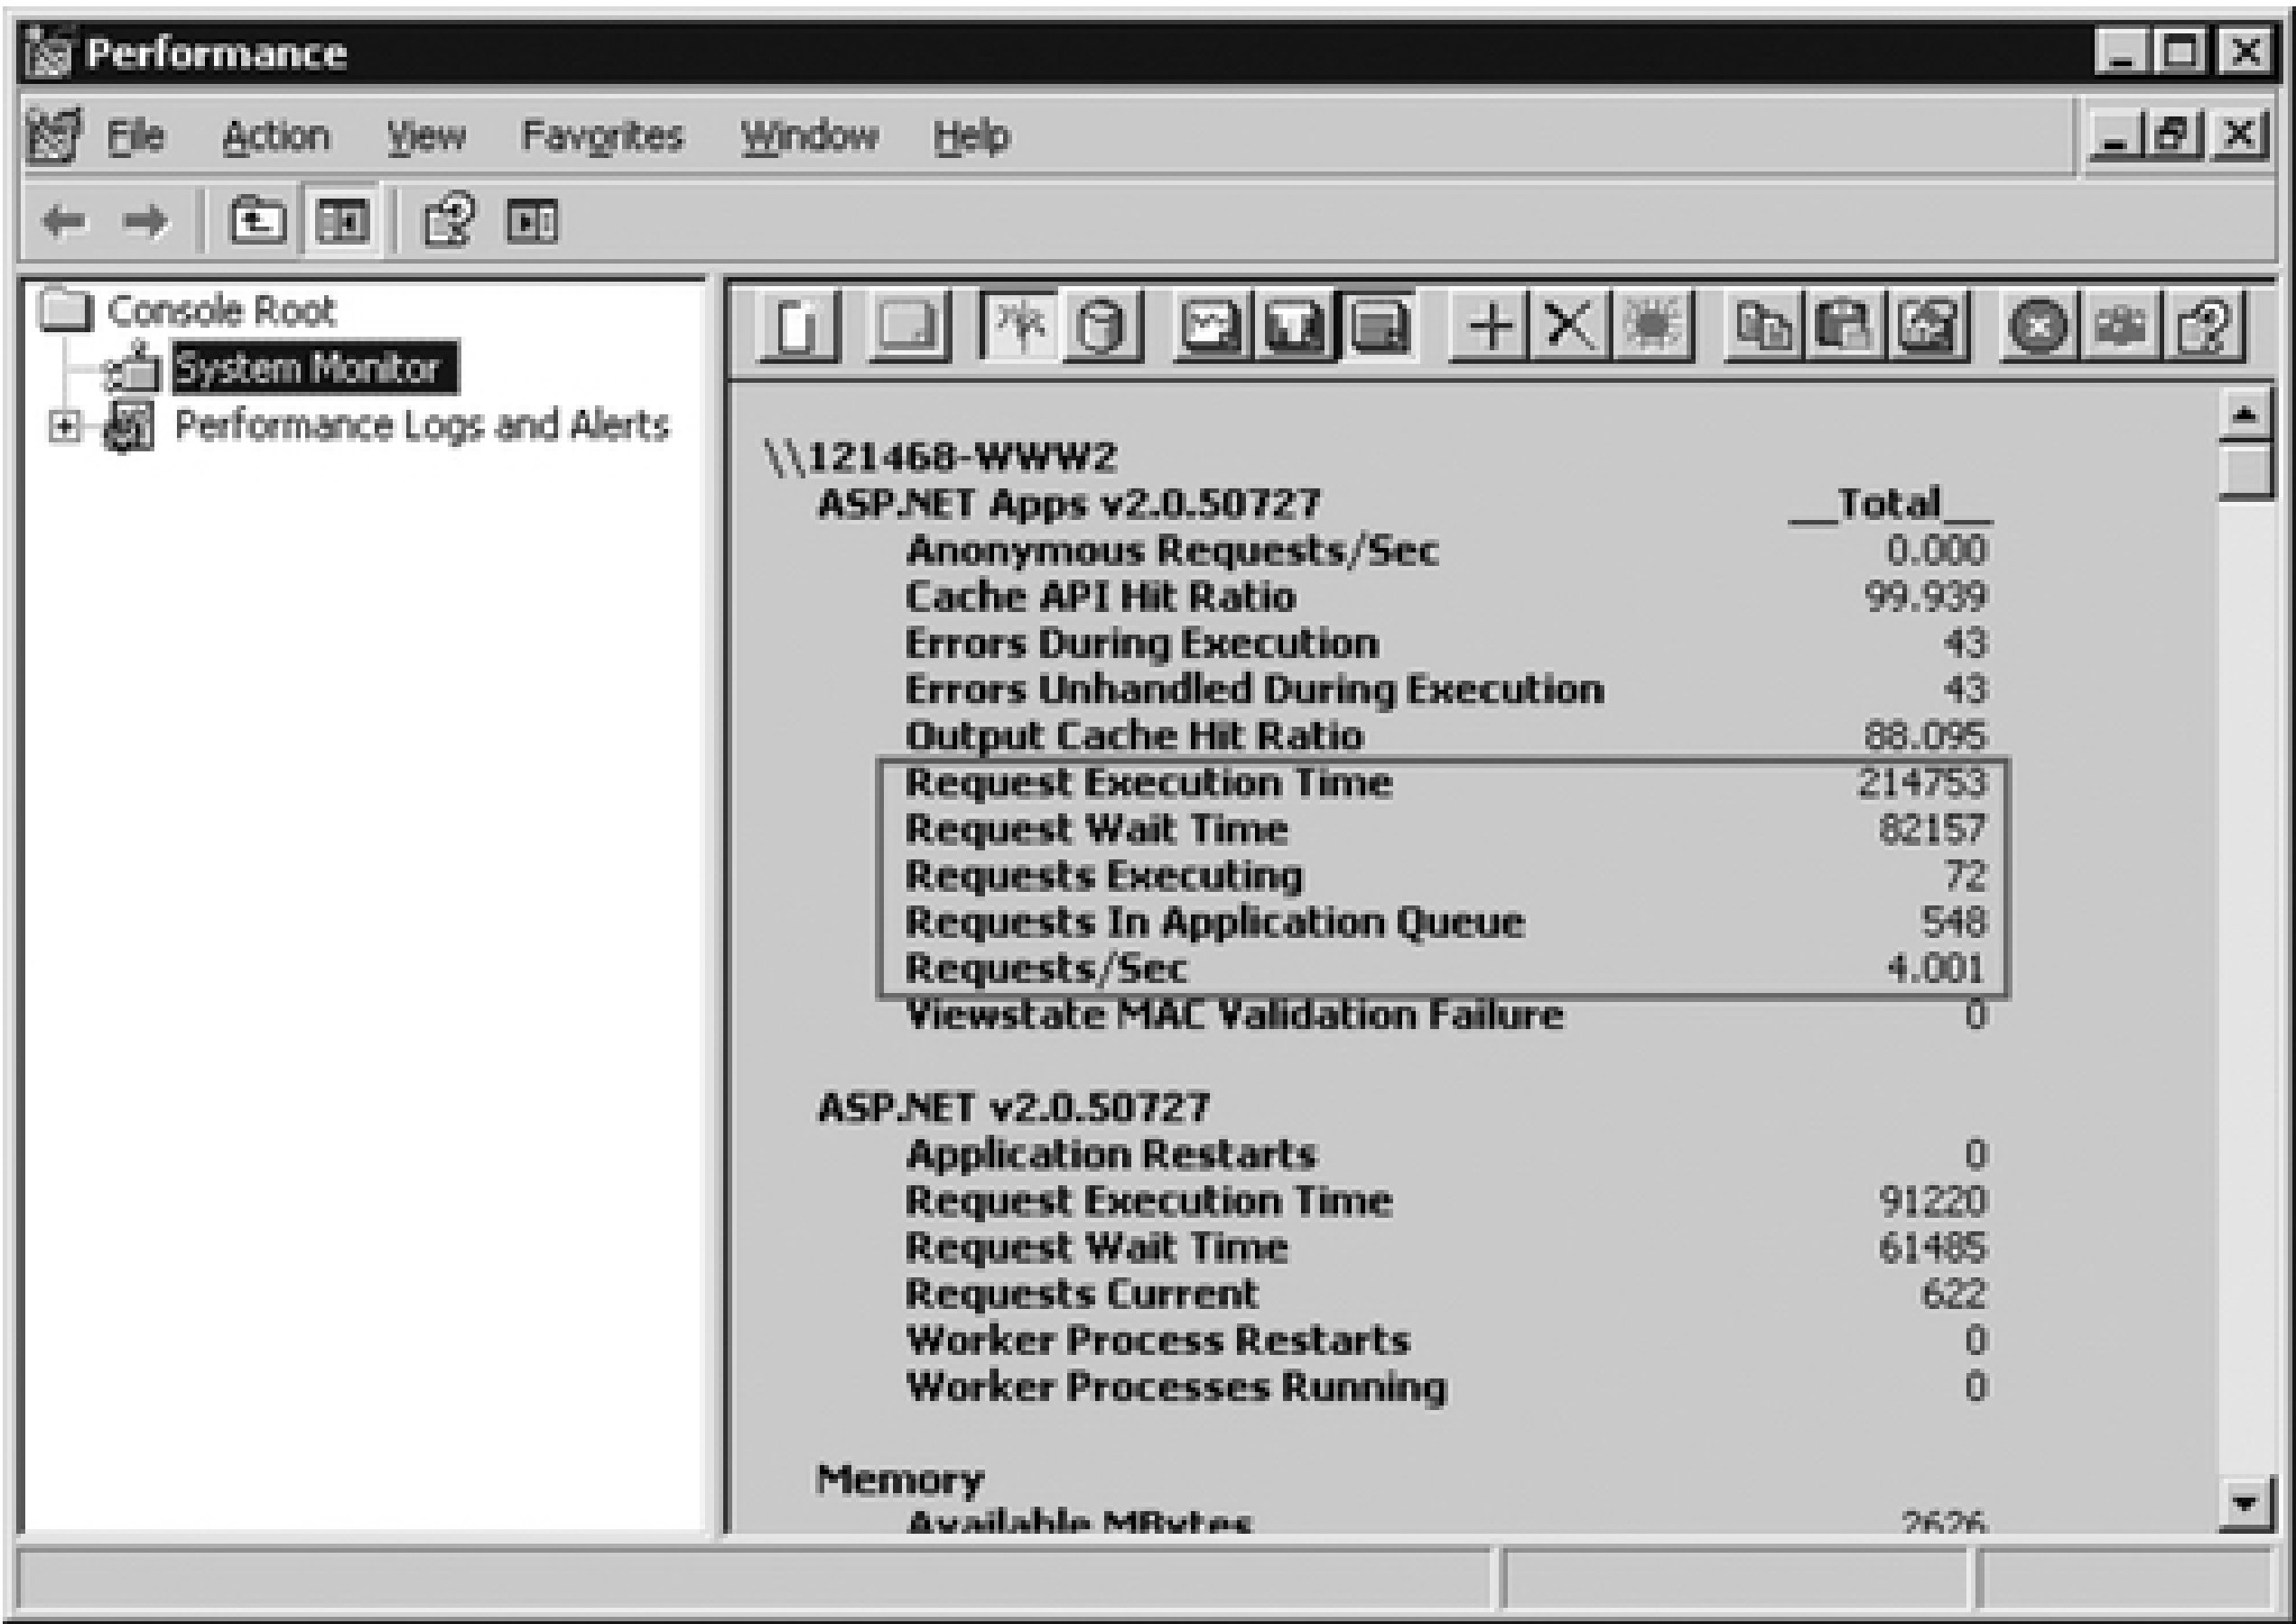 Performance
File Action View Favorites Window Help
Console Root
System Monitor
Performance Logs and Alerts
\\121468-WWW2
ASP.NET Apps v2.0.50727 __Total__
Anonymous Requests/Sec 0.000
Cache API Hit Ratio 99.939
Errors During Execution 43
Errors Unhandled During Execution 43
Output Cache Hit Ratio 88.095
Request Execution Time 214753
Request Wait Time 82157
Requests Executing 72
Requests In Application Queue 548
Requests/Sec 4.001
Viewstate MAC Validation Failure 0
ASP.NET v2.0.50727
Application Restarts 0
Request Execution Time 91220
Request Wait Time 61485
Requests Current 622
Worker Process Restarts 0
Worker Processes Running 0
Memory
Available MBytes 2626